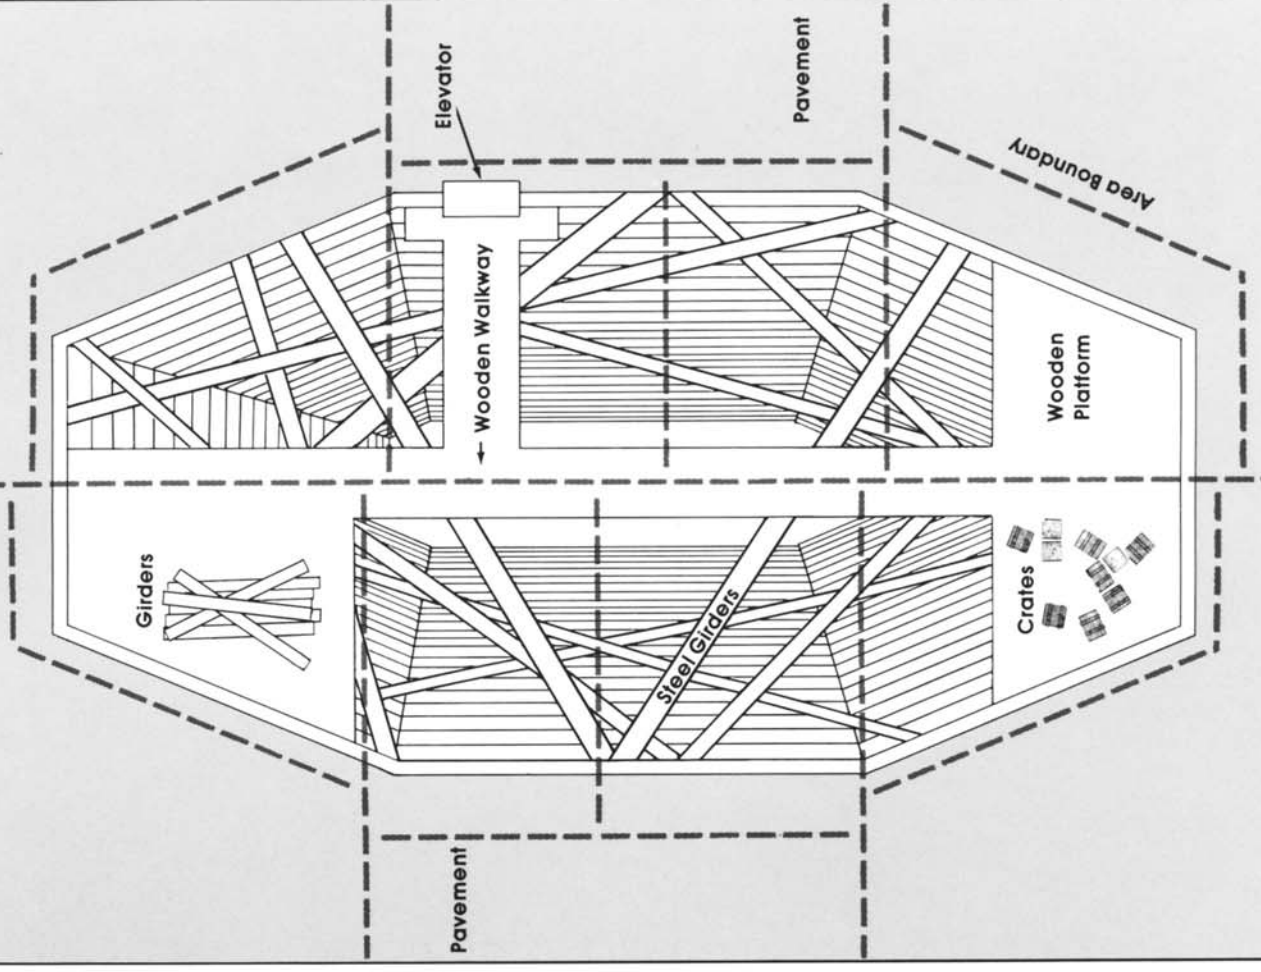 Elevator
Pavement
Area Boundary
Wooden Walkway
Wooden
Platform
Girders
Steel Girders
Crates
Pavement